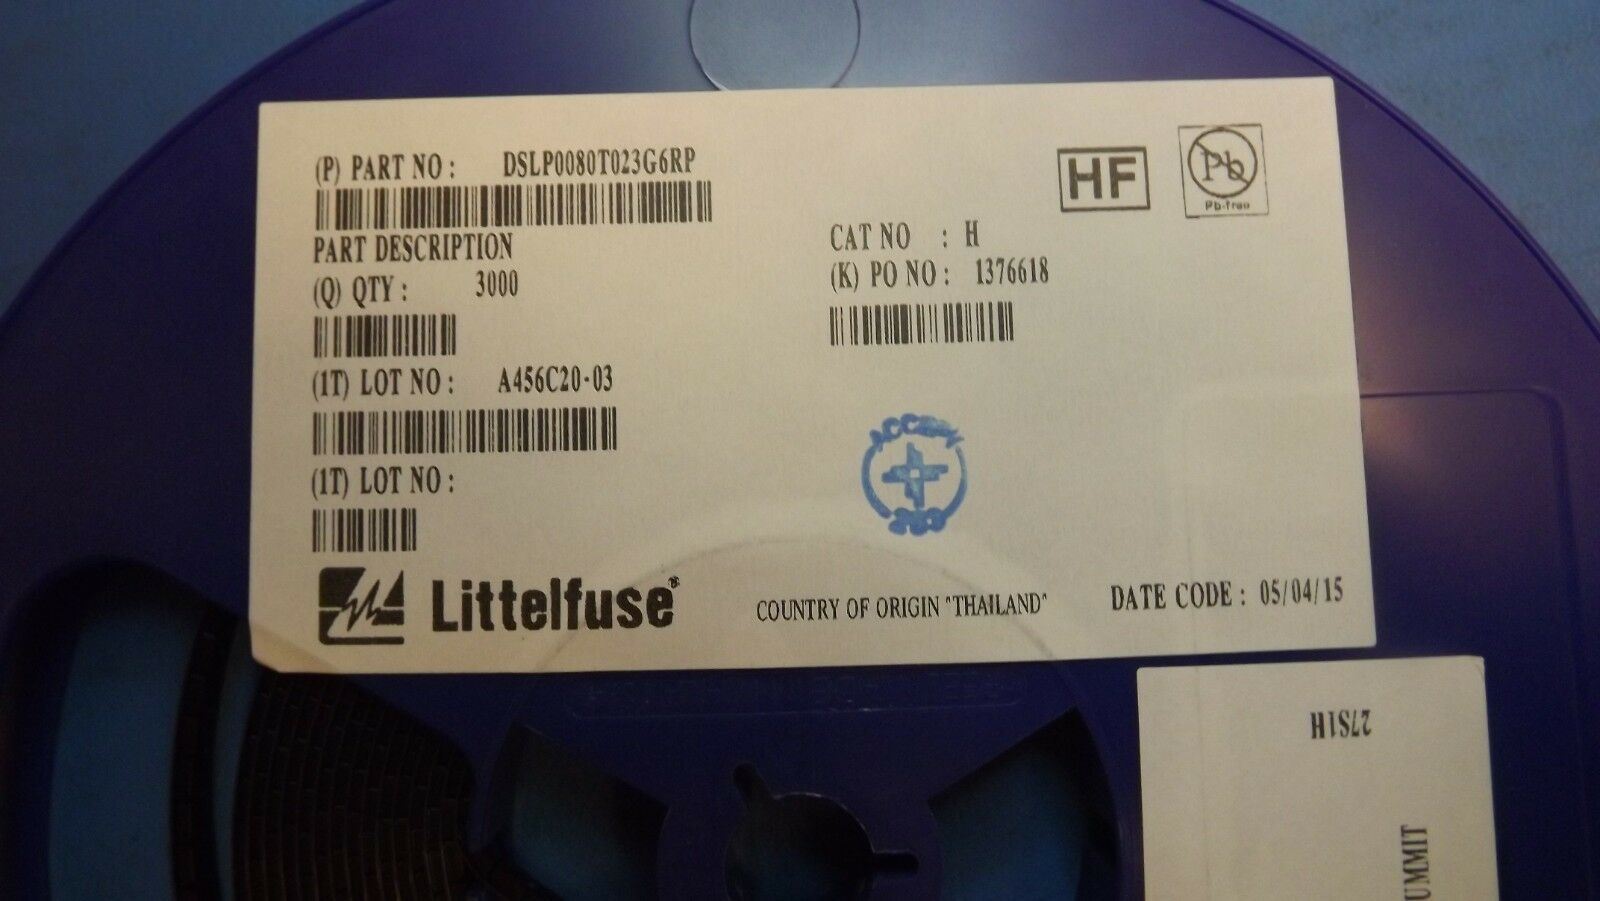 (P) PART NO : DSLP0080T023G6RP
PART DESCRIPTION
(Q) QTY : 3000
(1T) LOT NO : A456C20-03
(1T) LOT NO :
HF
Pb
Pb-free
CAT NO : H
(K) PO NO : 1376618
Littelfuse®
COUNTRY OF ORIGIN "THAILAND"
DATE CODE : 05/04/15
27S1H
UMMIT